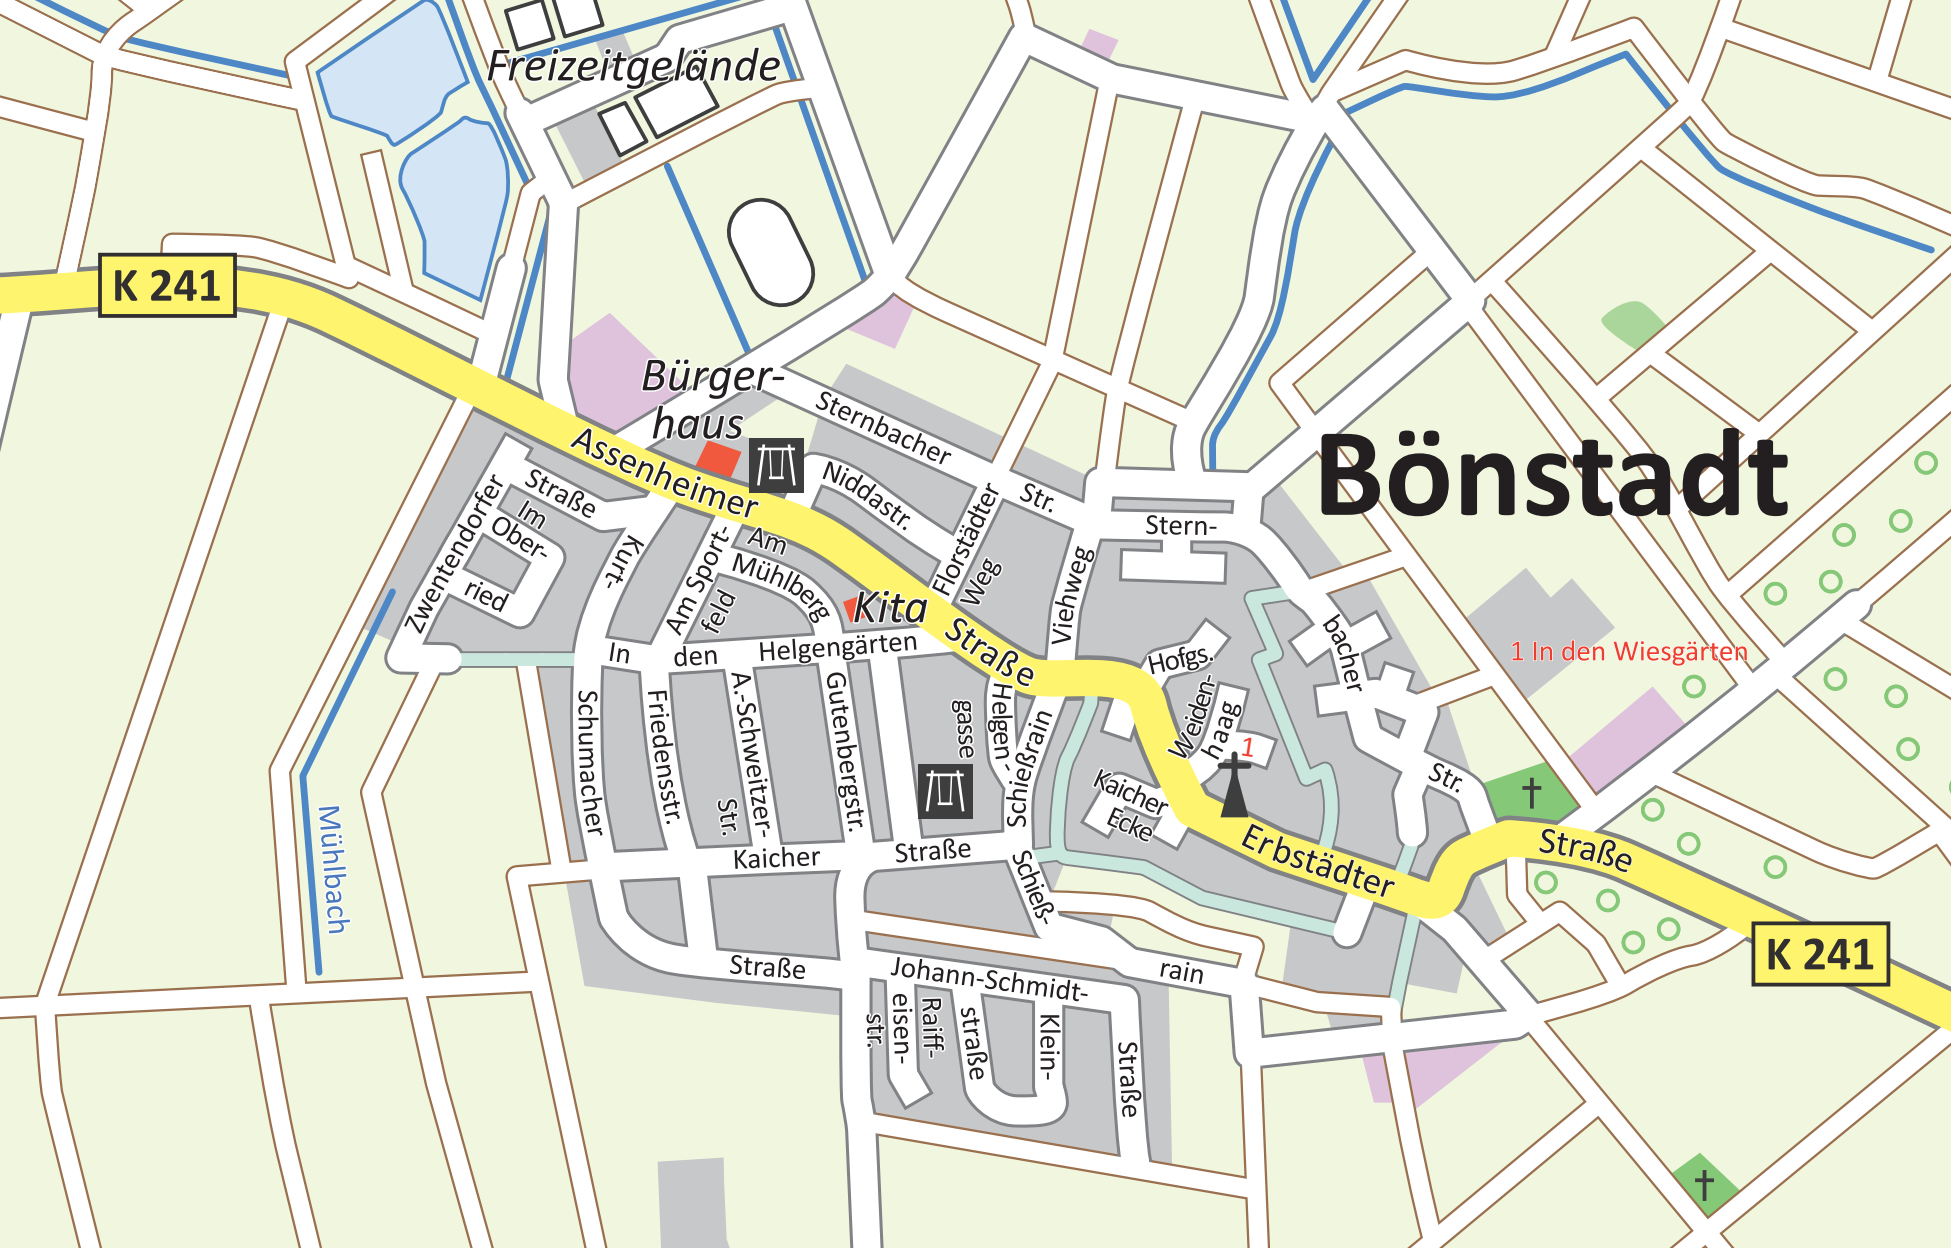 Freizeitgelände
K 241
Bürger-
haus
Sternbacher
Str.
Assenheimer
Straße
Niddastr.
Bönstadt
Straße
Im
Ober-
ried
Zwentendorfer
Kurt-
Schumacher
Straße
Am Sport-
feld
Am
Mühlberg
Florstädter
Weg
Kita
Viehweg
Stern-
bacher
Str.
In
den
Helgengärten
Hofgs.
Weiden-
haag
1
1 In den Wiesgärten
Friedensstr.
A.-Schweitzer-
Str.
Gutenbergstr.
Helgen-
gasse
Schießrain
Kaicher
Ecke
Mühlbach
Kaicher
Straße
Erbstädter
Straße
K 241
Schieß-
rain
Johann-Schmidt-
Straße
Raiff-
eisen-
str.
Klein-
straße